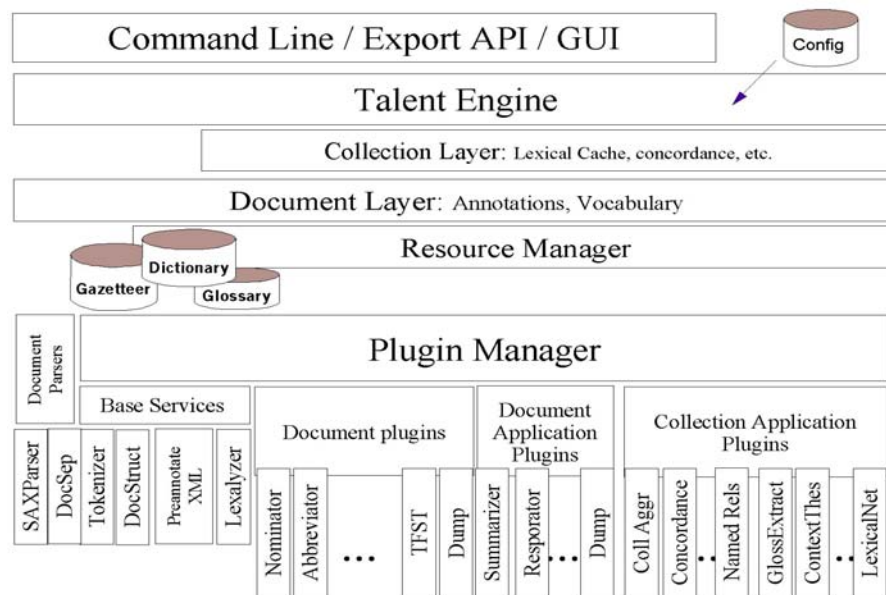 Command Line / Export API / GUI
Config
Talent Engine
Collection Layer: Lexical Cache, concordance, etc.
Document Layer: Annotations, Vocabulary
Resource Manager
Dictionary
Gazetteer
Glossary
Document
Parsers
Plugin Manager
Base Services
Document plugins
Document
Application
Plugins
Collection Application
Plugins
SAXParser
DocSep
Tokenizer
DocStruct
Preannotate
XML
Lexalyzer
Nominator
Abbreviator
...
TFST
Dump
Summarizer
Resporator
...
Dump
Coll Aggr
Concordance
..
Named Rels
GlossExtract
ContextThes
..
LexicalNet